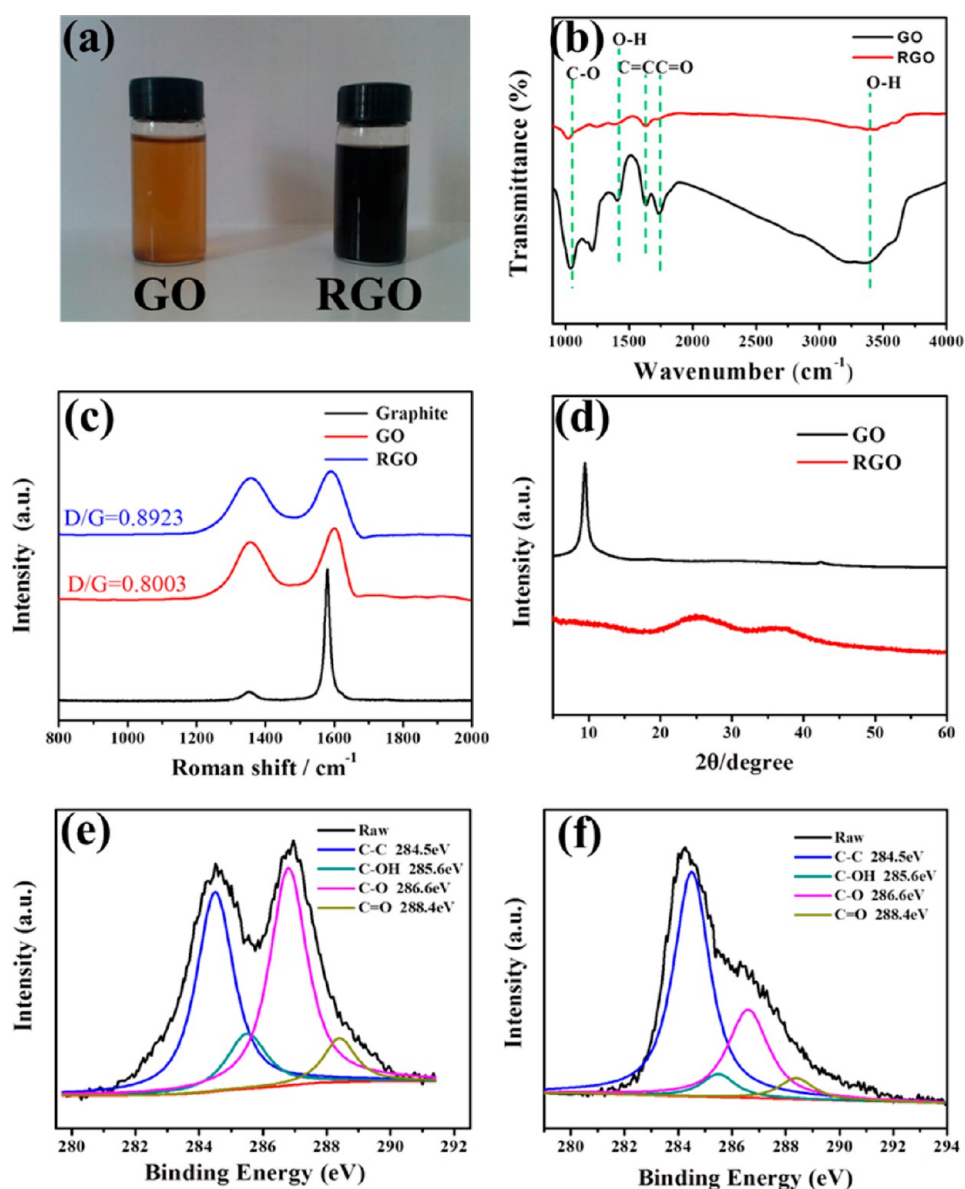 (a)
GO RGO
(b)
GO
RGO
O-H
C-O
C=C C=O
O-H
Transmittance (%)
1000 1500 2000 2500 3000 3500 4000
Wavenumber (cm-1)
(c)
Graphite
GO
RGO
D/G=0.8923
D/G=0.8003
Intensity (a.u.)
800 1000 1200 1400 1600 1800 2000
Roman shift / cm-1
(d)
GO
RGO
Intensity (a.u.)
10 20 30 40 50 60
2θ/degree
(e)
Raw
C-C 284.5eV
C-OH 285.6eV
C-O 286.6eV
C=O 288.4eV
Intensity (a.u.)
280 282 284 286 288 290 292
Binding Energy (eV)
(f)
Raw
C-C 284.5eV
C-OH 285.6eV
C-O 286.6eV
C=O 288.4eV
Intensity (a.u.)
280 282 284 286 288 290 292 294
Binding Energy (eV)